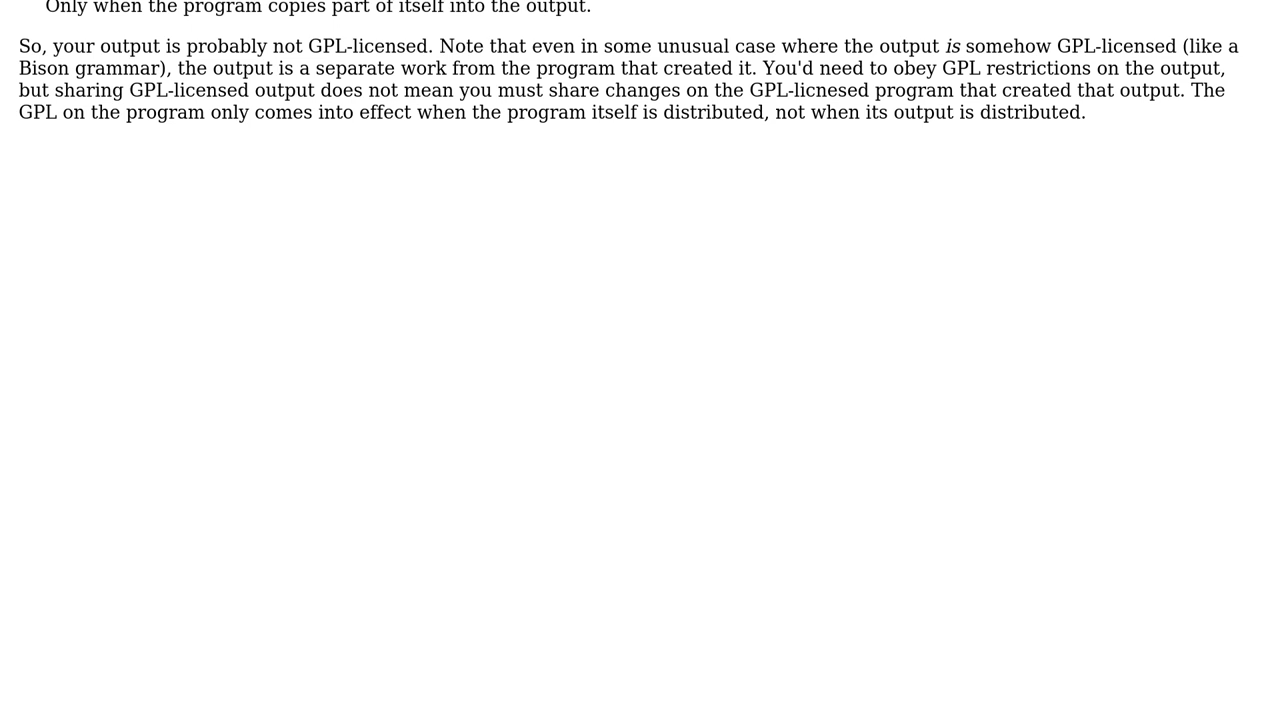 Only when the program copies part of itself into the output.
So, your output is probably not GPL-licensed. Note that even in some unusual case where the output is somehow GPL-licensed (like a
Bison grammar), the output is a separate work from the program that created it. You'd need to obey GPL restrictions on the output,
but sharing GPL-licensed output does not mean you must share changes on the GPL-licnesed program that created that output. The
GPL on the program only comes into effect when the program itself is distributed, not when its output is distributed.